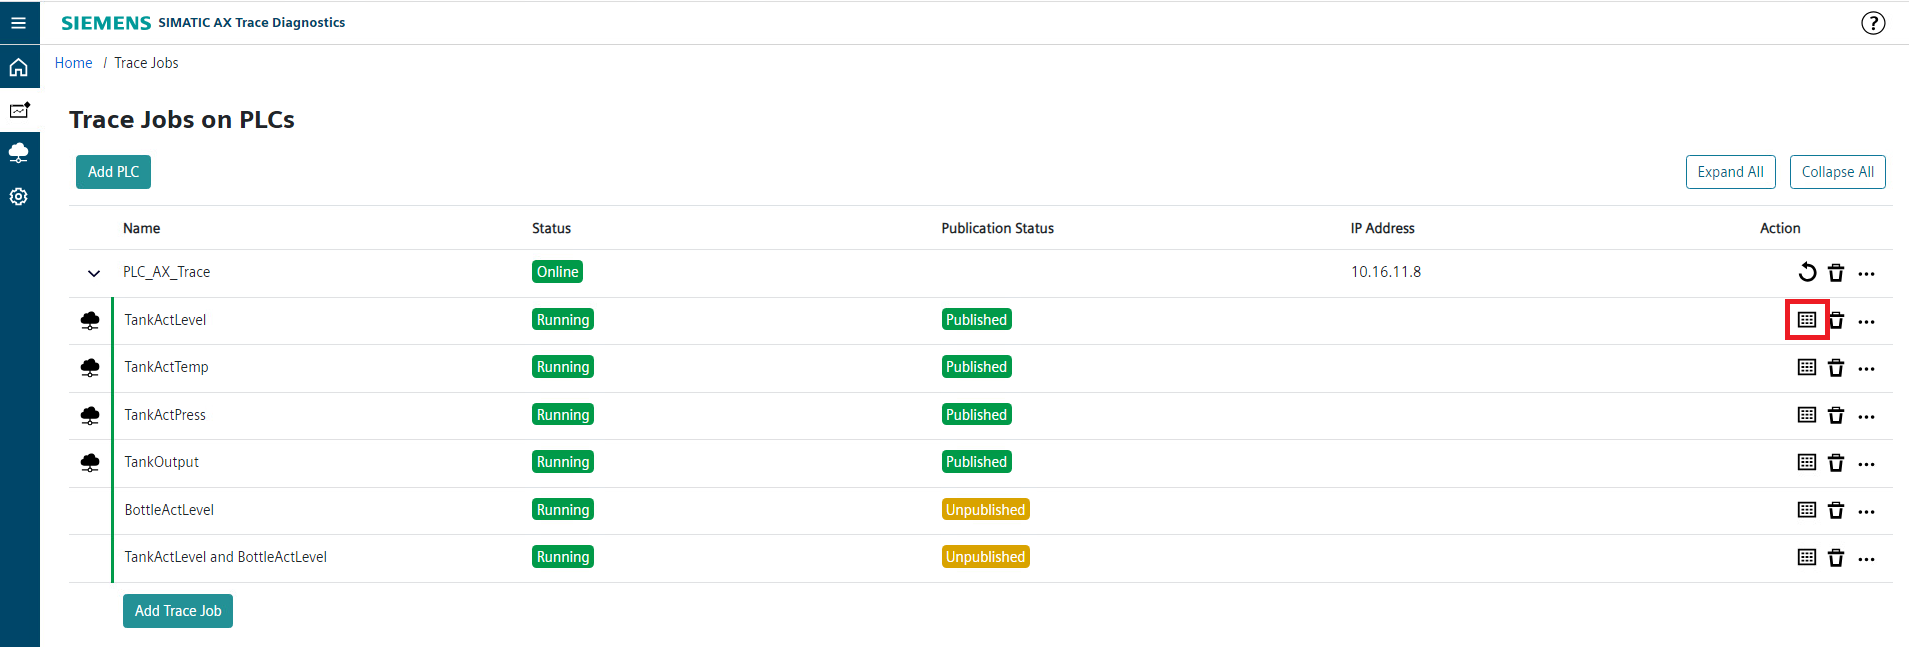 SIEMENS SIMATIC AX Trace Diagnostics ?
Home / Trace Jobs
Trace Jobs on PLCs
Add PLC Expand All Collapse All
Name Status Publication Status IP Address Action
PLC_AX_Trace Online 10.16.11.8
TankActLevel Running Published
TankActTemp Running Published
TankActPress Running Published
TankOutput Running Published
BottleActLevel Running Unpublished
TankActLevel and BottleActLevel Running Unpublished
Add Trace Job